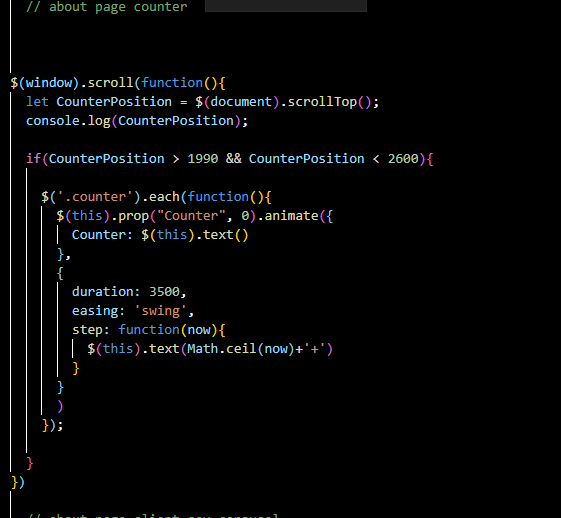 // about page counter
$(window).scroll(function(){
let CounterPosition = $(document).scrollTop();
console.log(CounterPosition);
if(CounterPosition > 1990 && CounterPosition < 2600){
$('.counter').each(function(){
$(this).prop("Counter", 0).animate({
Counter: $(this).text()
},
{
duration: 3500,
easing: 'swing',
step: function(now){
$(this).text(Math.ceil(now)+'+')
}
}
)
});
}
})